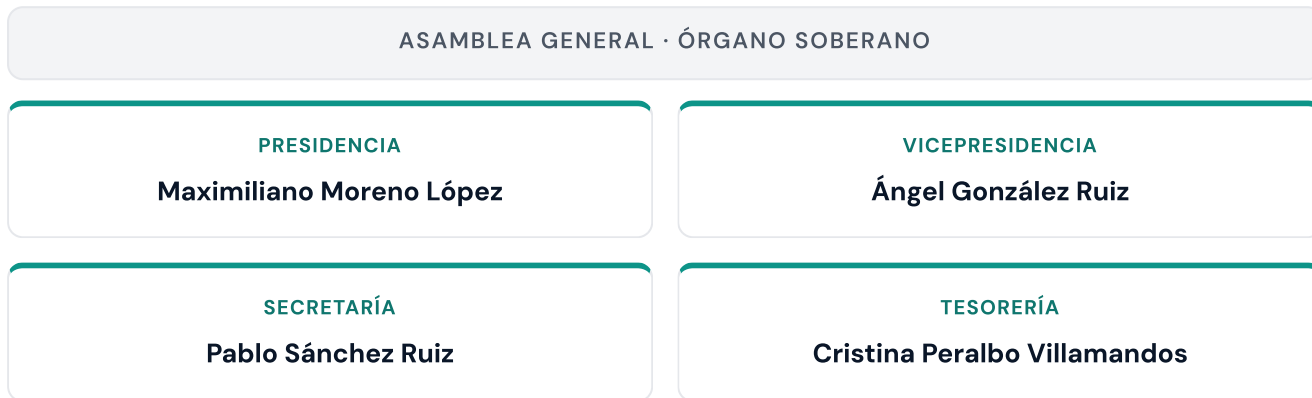 ASAMBLEA GENERAL · ÓRGANO SOBERANO
PRESIDENCIA
Maximiliano Moreno López
VICEPRESIDENCIA
Ángel González Ruiz
SECRETARÍA
Pablo Sánchez Ruiz
TESORERÍA
Cristina Peralbo Villamandos